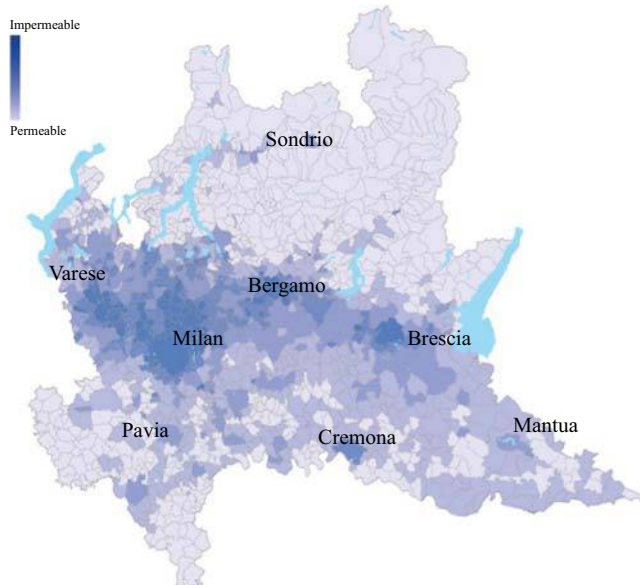 Impermeable
Permeable
Sondrio
Varese
Bergamo
Milan
Brescia
Pavia
Cremona
Mantua